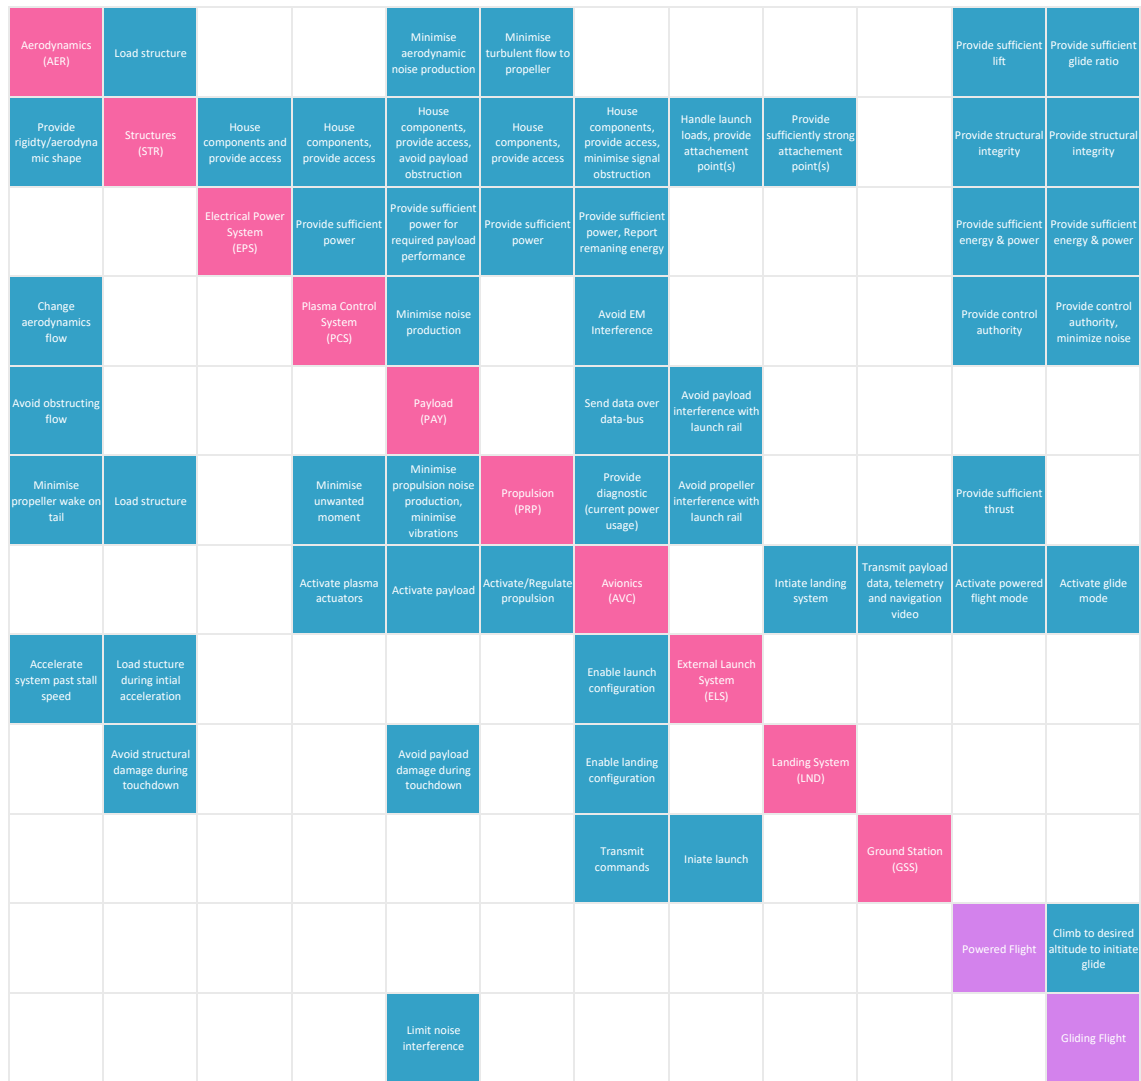 Aerodynamics
(AER)
Load structure
Minimise
aerodynamic
noise production
Minimise
turbulent flow to
propeller
Provide sufficient
lift
Provide sufficient
glide ratio
Provide
rigidty/aerodyna
mic shape
Structures
(STR)
House
components and
provide access
House
components,
provide access
House
components,
provide access,
avoid payload
obstruction
House
components,
provide access
House
components,
provide access,
minimise signal
obstruction
Handle launch
loads, provide
attachement
point(s)
Provide
sufficiently strong
attachement
point(s)
Provide structural
integrity
Provide structural
integrity
Electrical Power
System
(EPS)
Provide sufficient
power
Provide sufficient
power for
required payload
performance
Provide sufficient
power
Provide sufficient
power, Report
remaning energy
Provide sufficient
energy & power
Provide sufficient
energy & power
Change
aerodynamics
flow
Plasma Control
System
(PCS)
Minimise noise
production
Avoid EM
Interference
Provide control
authority
Provide control
authority,
minimize noise
Avoid obstructing
flow
Payload
(PAY)
Send data over
data-bus
Avoid payload
interference with
launch rail
Minimise
propeller wake on
tail
Load structure
Minimise
unwanted
moment
Minimise
propulsion noise
production,
minimise
vibrations
Propulsion
(PRP)
Provide
diagnostic
(current power
usage)
Avoid propeller
interference with
launch rail
Provide sufficient
thrust
Activate plasma
actuators
Activate payload
Activate/Regulate
propulsion
Avionics
(AVC)
Intiate landing
system
Transmit payload
data, telemetry
and navigation
video
Activate powered
flight mode
Activate glide
mode
Accelerate
system past stall
speed
Load stucture
during intial
acceleration
Enable launch
configuration
External Launch
System
(ELS)
Avoid structural
damage during
touchdown
Avoid payload
damage during
touchdown
Enable landing
configuration
Landing System
(LND)
Transmit
commands
Iniate launch
Ground Station
(GSS)
Powered Flight
Climb to desired
altitude to initiate
glide
Limit noise
interference
Gliding Flight